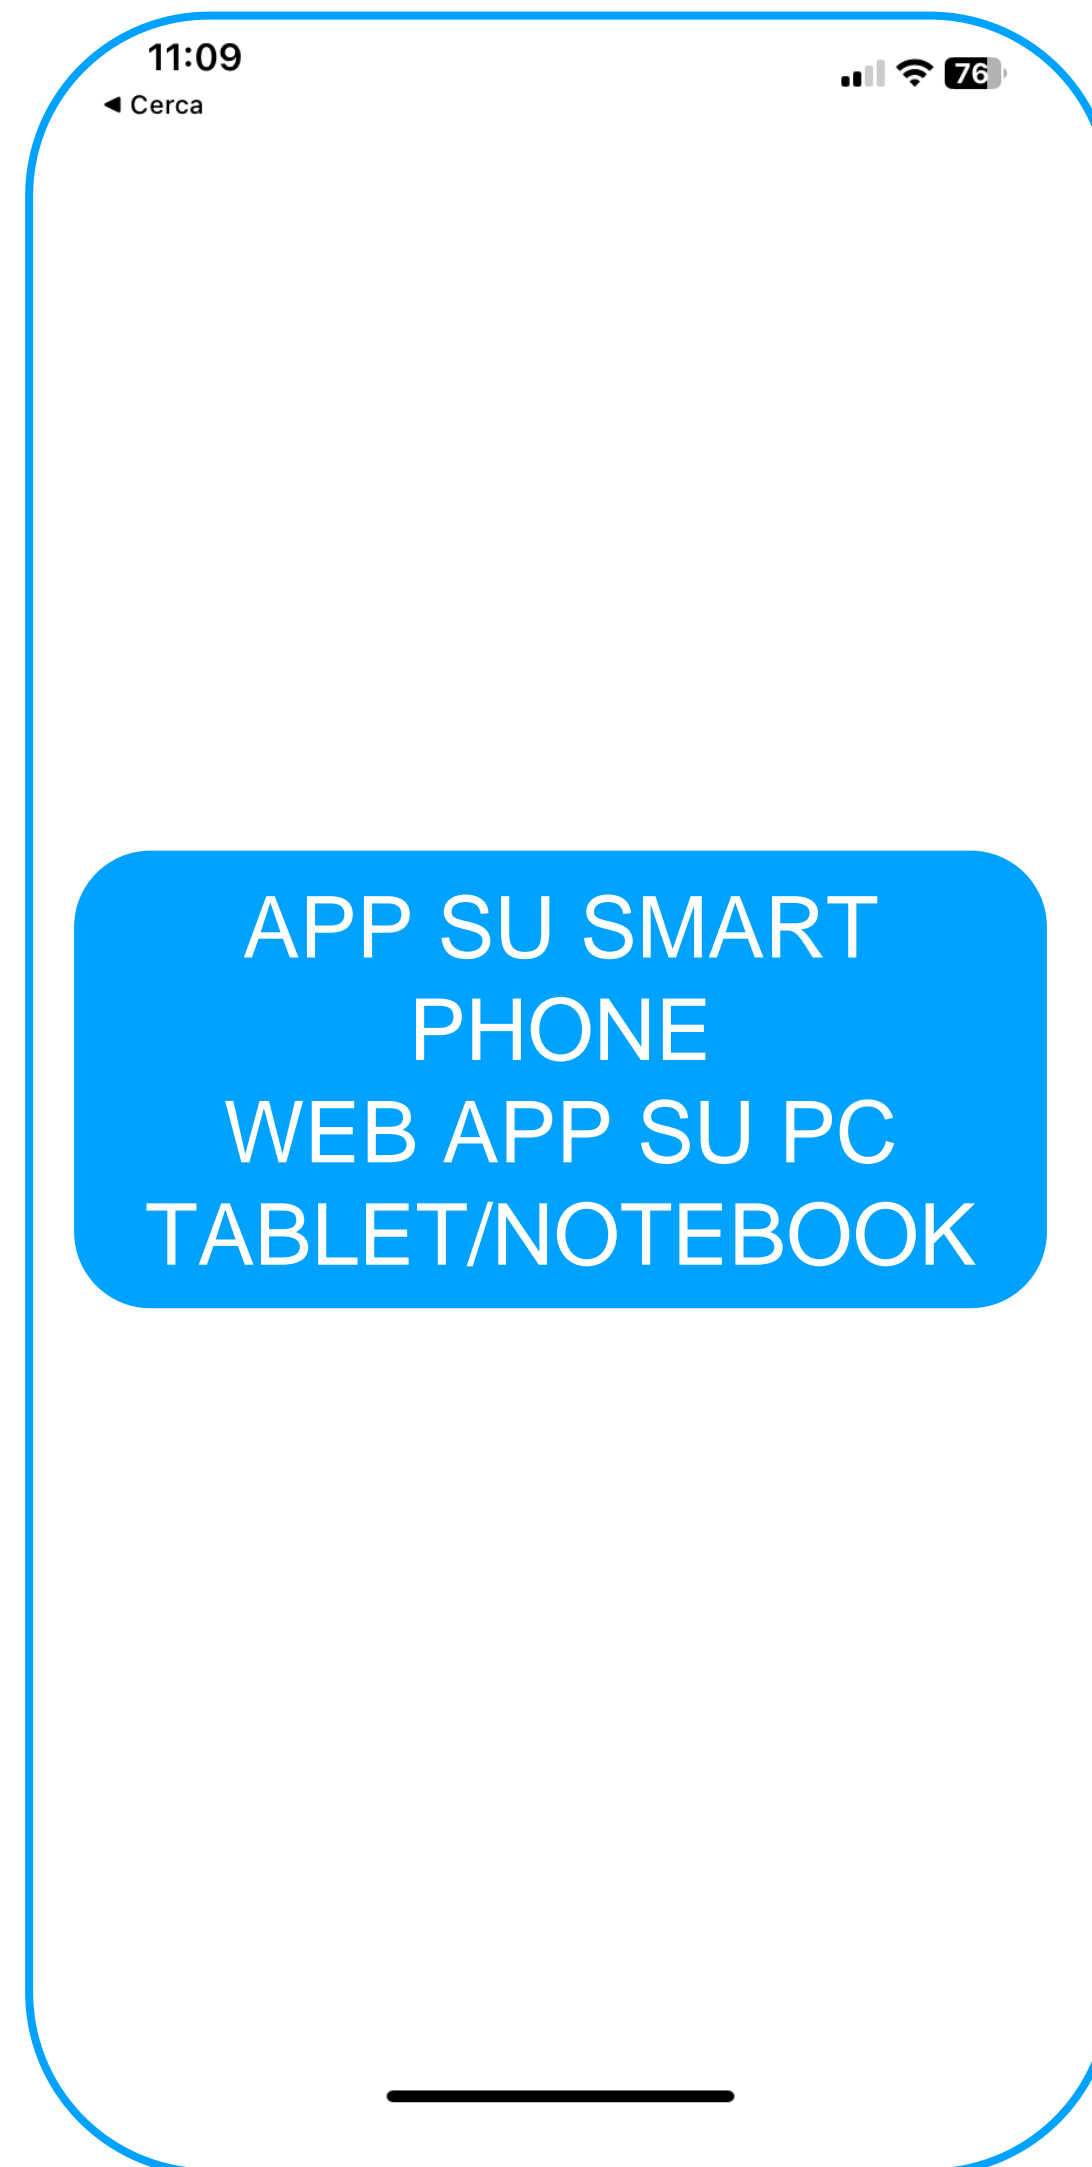 11:09
76
◀ Cerca
APP SU SMART
PHONE
WEB APP SU PC
TABLET/NOTEBOOK